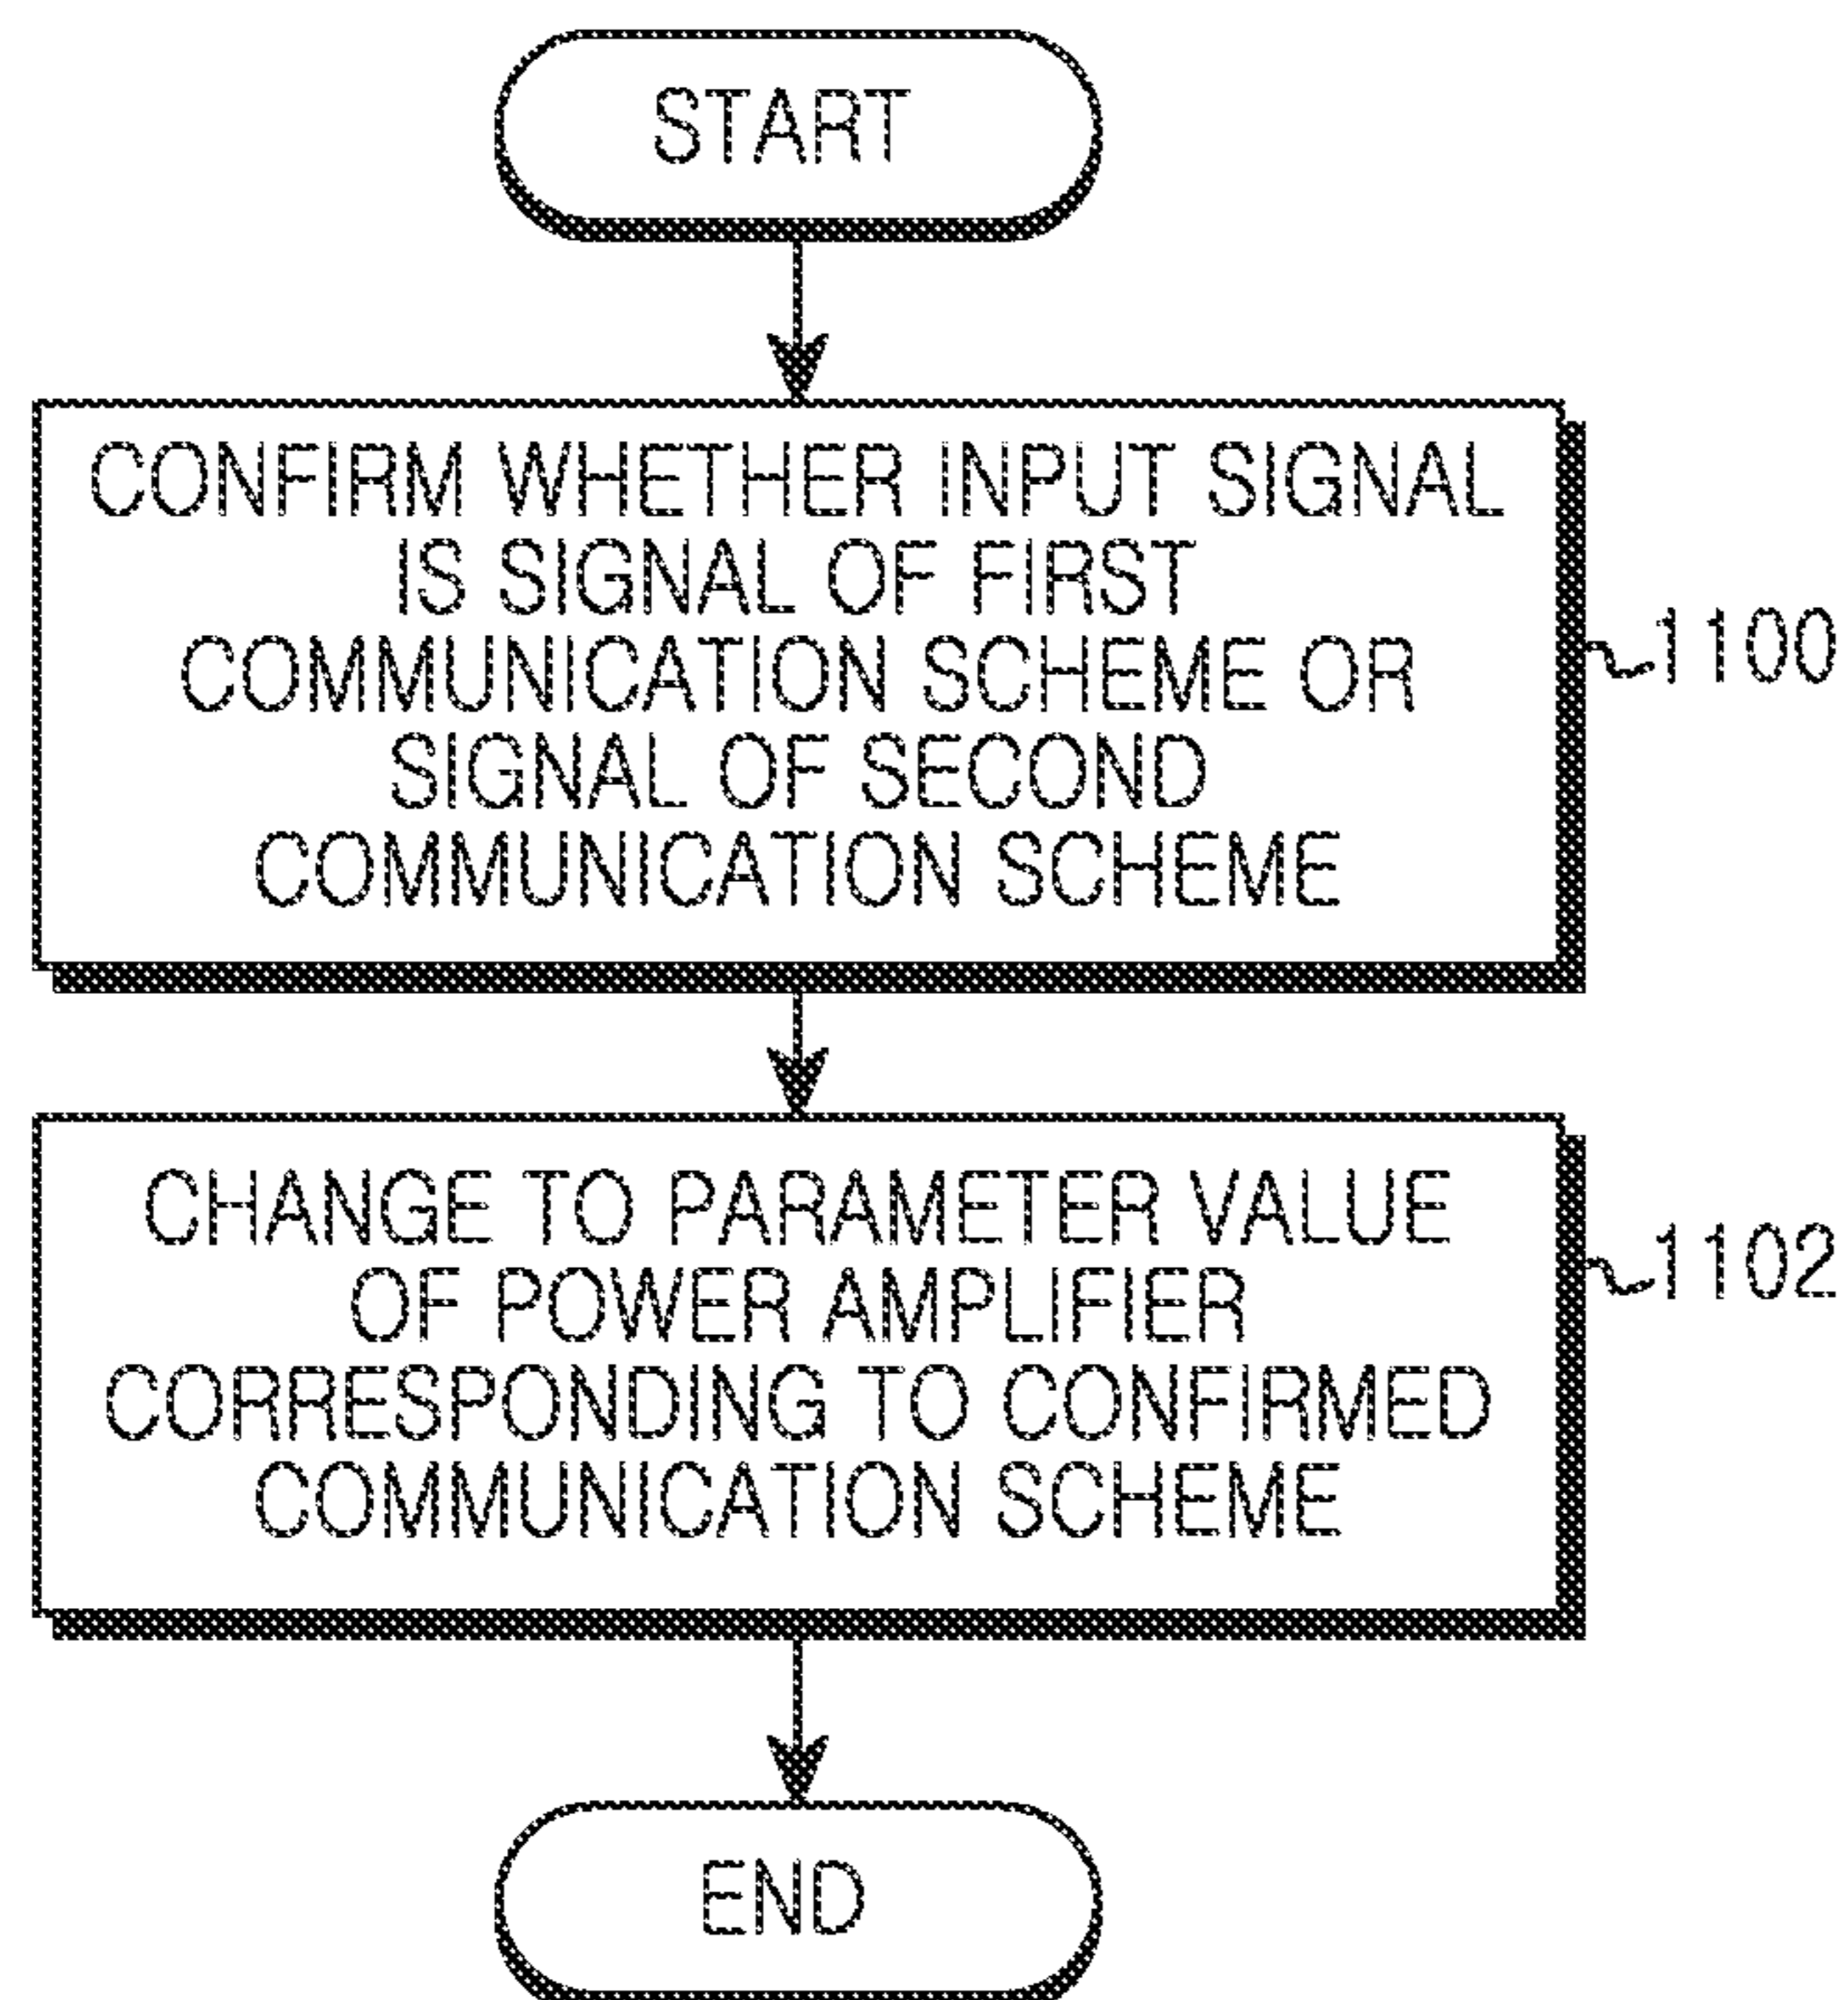 START
CONFIRM WHETHER INPUT SIGNAL
IS SIGNAL OF FIRST
COMMUNICATION SCHEME OR
SIGNAL OF SECOND
COMMUNICATION SCHEME
1100
CHANGE TO PARAMETER VALUE
OF POWER AMPLIFIER
CORRESPONDING TO CONFIRMED
COMMUNICATION SCHEME
1102
END